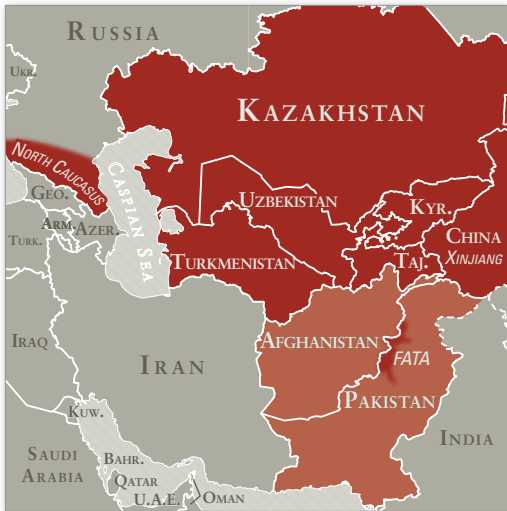 RUSSIA
UKR.
KAZAKHSTAN
NORTH CAUCASUS
CASPIAN SEA
GEO.
ARM.
AZER.
TURK.
UZBEKISTAN
KYR.
CHINA
XINJIANG
TURKMENISTAN
TAJ.
AFGHANISTAN
FATA
IRAQ
IRAN
PAKISTAN
KUW.
INDIA
SAUDI
ARABIA
BAHR.
QATAR
U.A.E.
OMAN